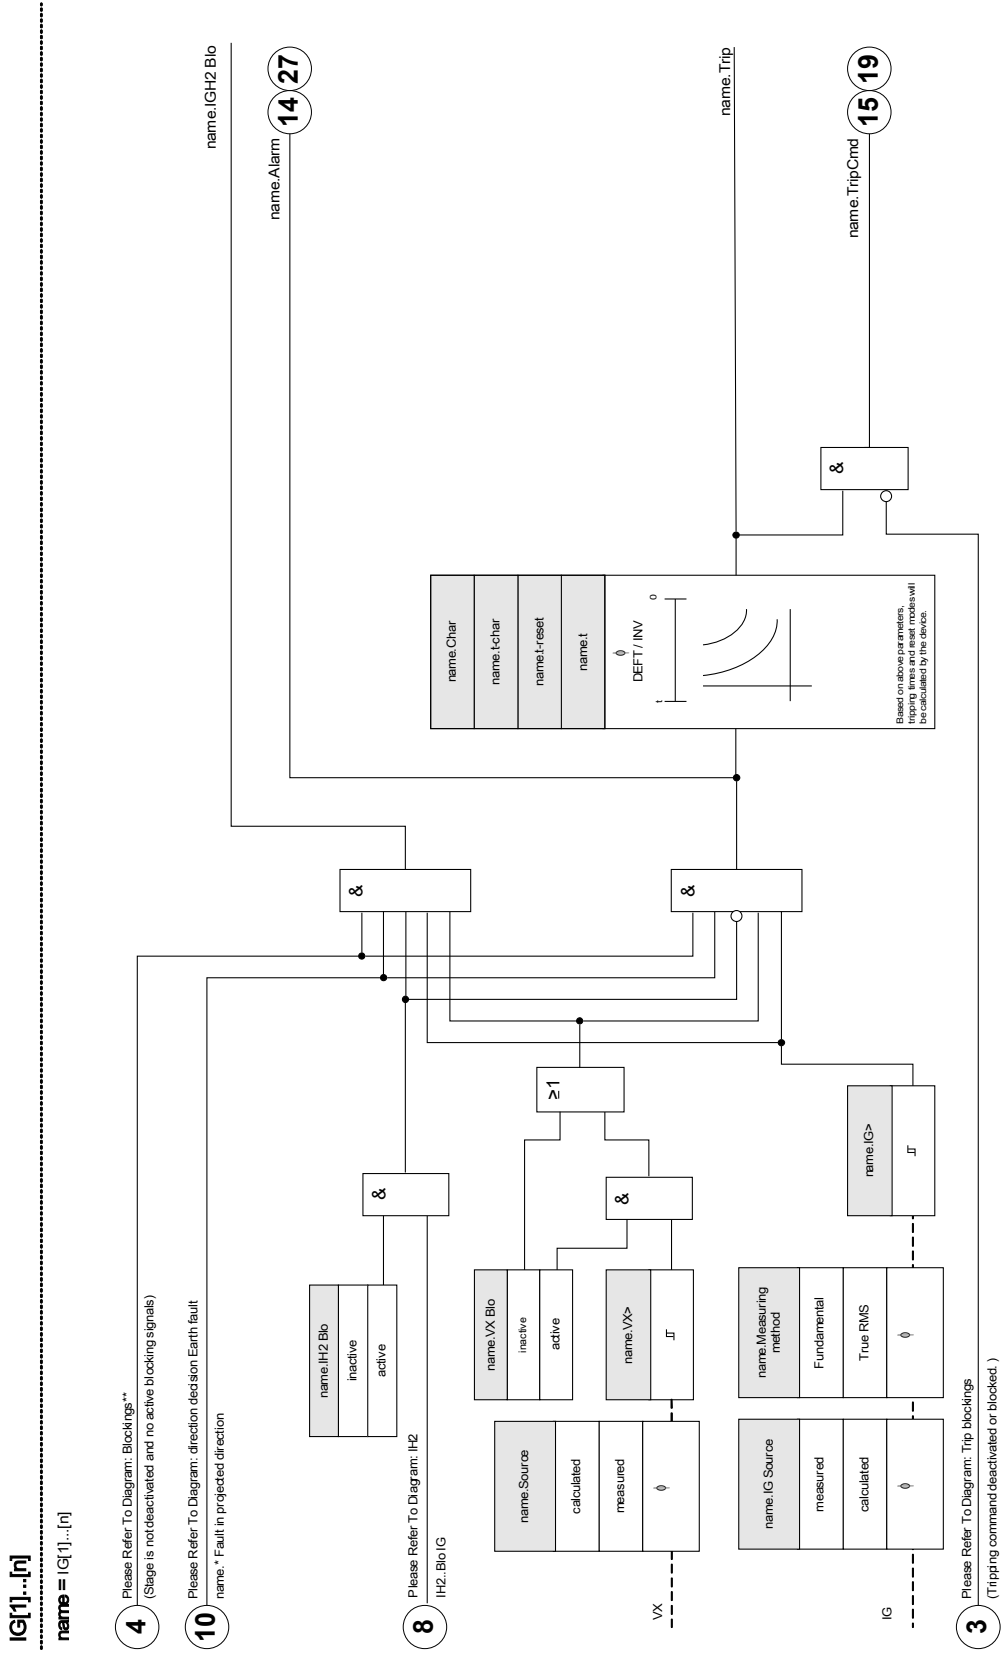 IG[1]...[n]
name = IG[1]...[n]
4
Please Refer To Diagram: Blockings**
(Stage is not deactivated and no active blocking signals)
10
Please Refer To Diagram: direction decision Earth fault
name.* Fault in projected direction
name.IH2 Blo
inactive
active
8
Please Refer To Diagram: IH2
IH2..Blo IG
&
name.VX Blo
inactive
active
name.Source
calculated
measured
φ
name.VX>
VX
&
≥1
name.IG Source
measured
calculated
φ
name.Measuring
method
Fundamental
True RMS
φ
name.IG>
IG
3
Please Refer To Diagram: Trip blockings
(Tripping command deactivated or blocked. )
&
&
name.Char
name.t-char
name.t-reset
name.t
φ
DEFT / INV
t
0
Based on above parameters,
tripping times and reset modes will
be calculated by the device.
&
name.IGH2 Blo
name.Alarm
14
27
name.Trip
name.TripCmd
15
19